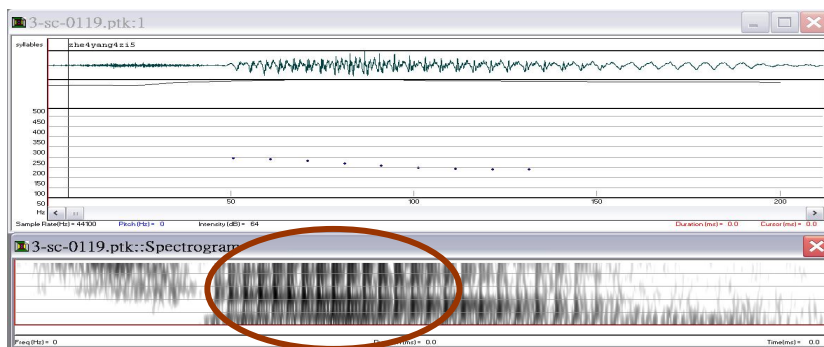 3-sc-0119.ptk:1
syllables
zhe4yang4zi5
500
450
400
350
300
250
200
150
100
50
Hz
50 100 150 200
Sample Rate(Hz)= 44100 Pitch (Hz)= 0 Intensity (dB)= 64 Duration (ms)= 0.0 Cursor (ms)= 0.0
3-sc-0119.ptk::Spectrogram
Freq(Hz)= 0 0.0 Time(ms)= 0.0